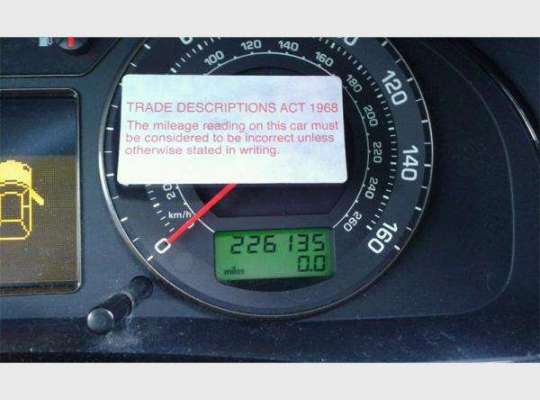 TRADE DESCRIPTIONS ACT 1968
The mileage reading on this car must
be considered to be incorrect unless
otherwise stated in writing.
100 120 140 160
180
200
220
240
260
120
140
160
20
km/h
0
226135
miles 0.0